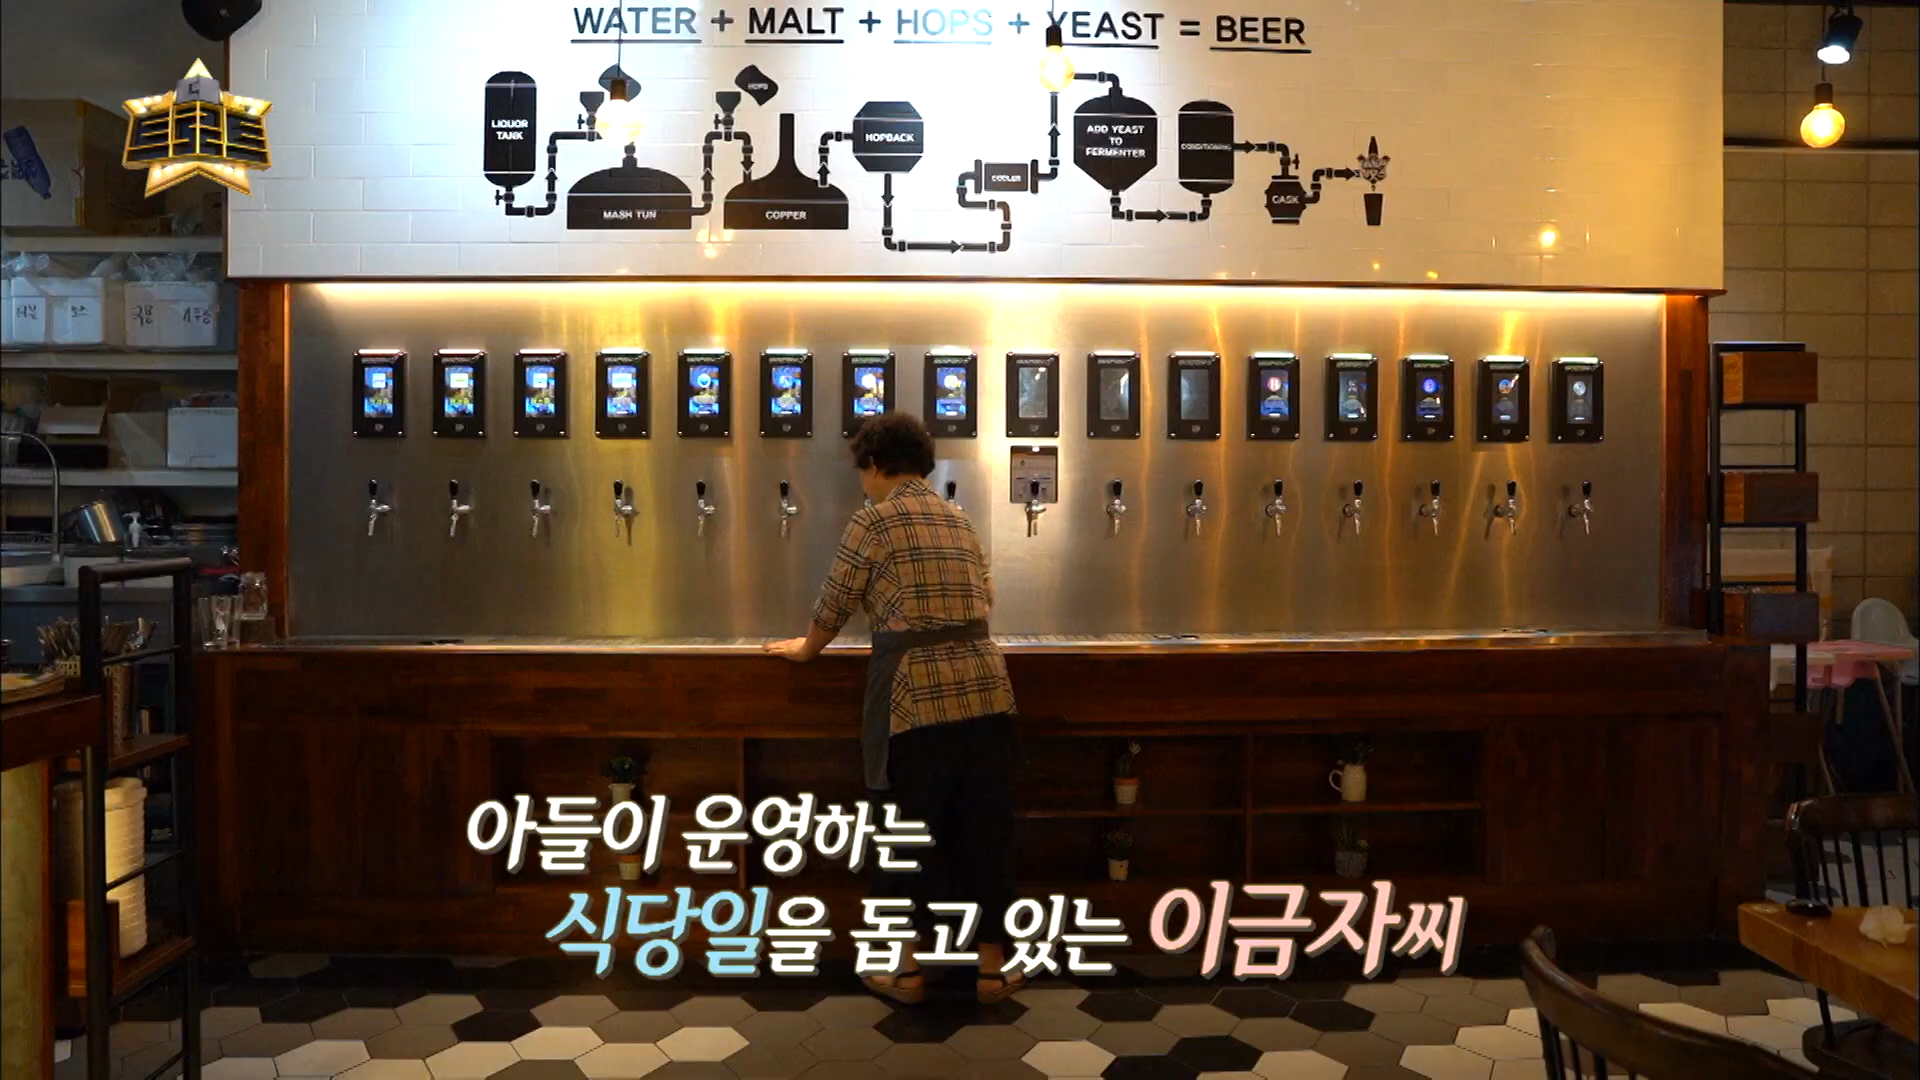 WATER + MALT + HOPS + YEAST = BEER
LIQUOR TANK
MASH TUN
HOPS
COPPER
HOPBACK
COOLER
ADD YEAST TO FERMENTER
CONDITIONING
CASK
아들이 운영하는
식당일을 돕고 있는 이금자씨